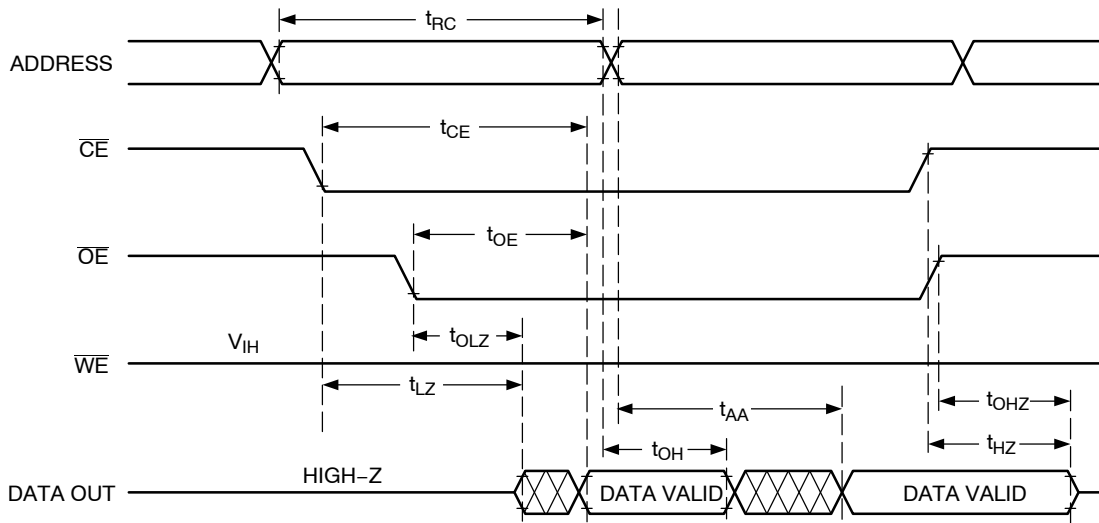 tRC
ADDRESS
tCE
CE
tOE
OE
tOLZ
VIH
WE
tLZ
tAA
tOHZ
tOH
tHZ
HIGH–Z
DATA OUT
DATA VALID
DATA VALID